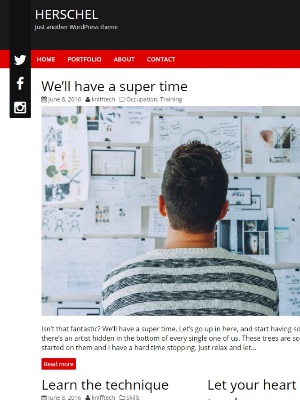 HERSCHEL
Just another WordPress theme
HOME PORTFOLIO ABOUT CONTACT
We'll have a super time
June 8, 2016 knifftech Occupation, Training
Isn't that fantastic? We'll have a super time. Let's go up in here, and start having so
there's an artist hidden in the bottom of every single one of us. These trees are so
started on them and I have a hard time stopping. Just relax and let...
Read more
Learn the technique
Let your heart
June 8, 2016 knifftech Skills